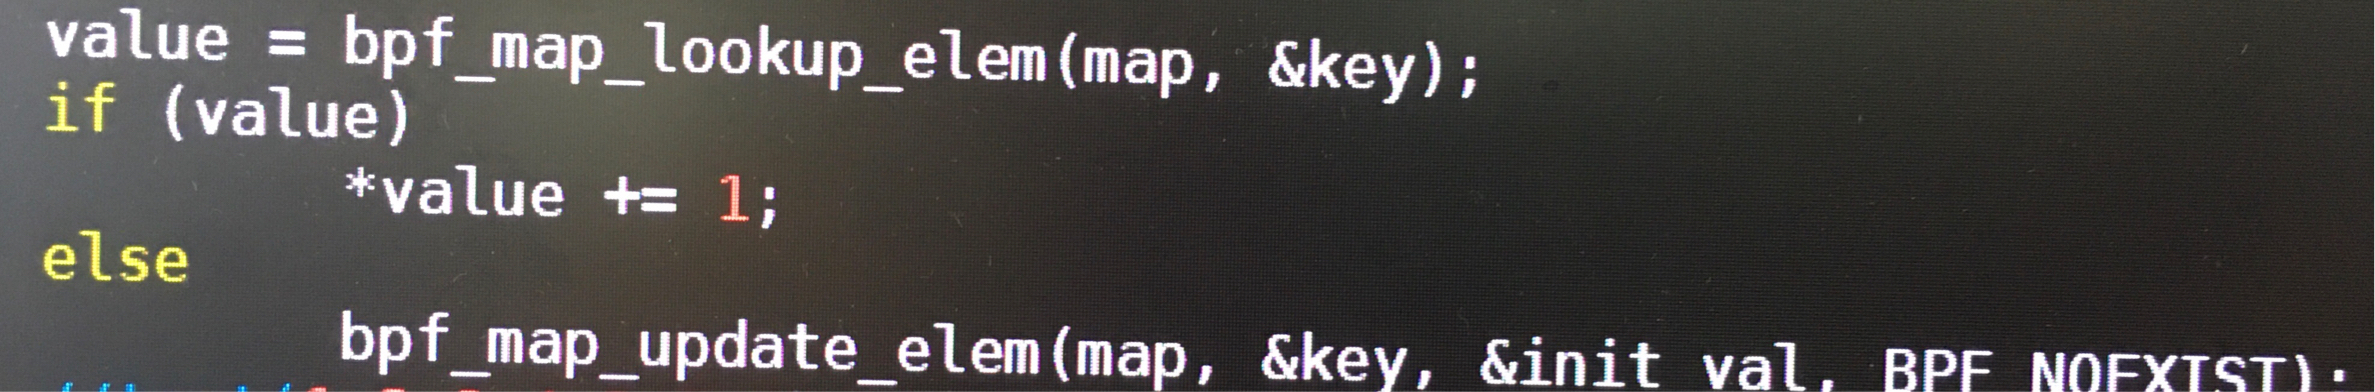 value = bpf_map_lookup_elem(map, &key);
if (value)
        *value += 1;
else
        bpf_map_update_elem(map, &key, &init_val, BPF_NOEXIST);